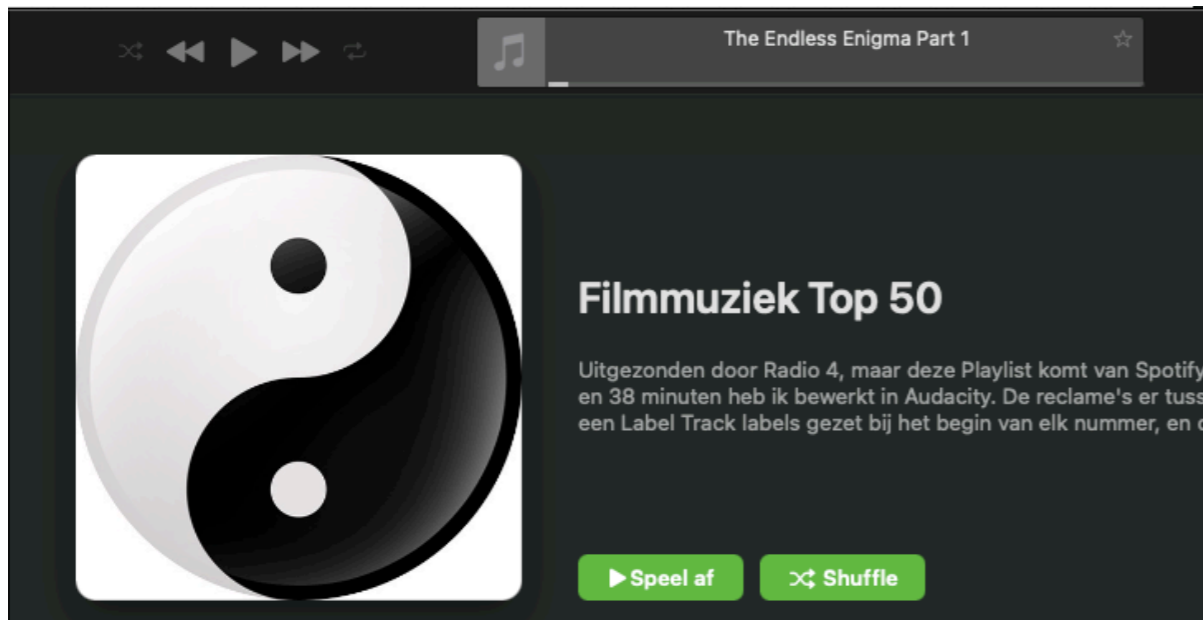 The Endless Enigma Part 1
Filmmuziek Top 50
Uitgezonden door Radio 4, maar deze Playlist komt van Spotify
en 38 minuten heb ik bewerkt in Audacity. De reclame's er tuss
een Label Track labels gezet bij het begin van elk nummer, en
Speel af
Shuffle